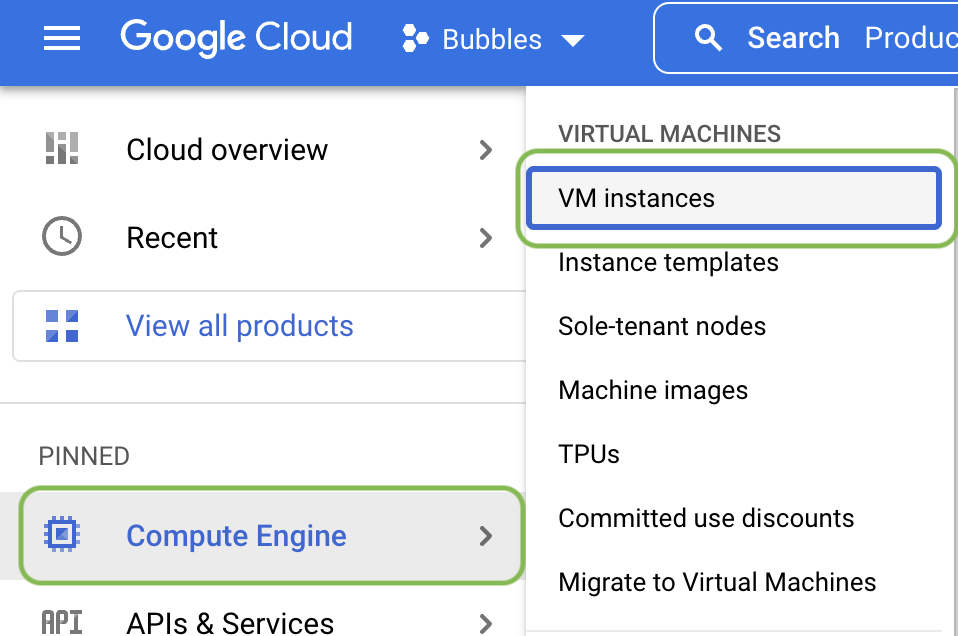 Google Cloud
Bubbles
Search Produc
Cloud overview
Recent
View all products
PINNED
Compute Engine
API APIs & Services
VIRTUAL MACHINES
VM instances
Instance templates
Sole-tenant nodes
Machine images
TPUs
Committed use discounts
Migrate to Virtual Machines